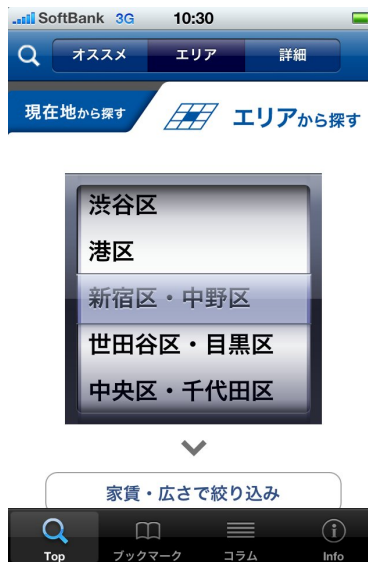 SoftBank 3G 10:30
オススメ エリア 詳細
現在地から探す エリアから探す
渋谷区
港区
新宿区・中野区
世田谷区・目黒区
中央区・千代田区
家賃・広さで絞り込み
Top ブックマーク コラム Info